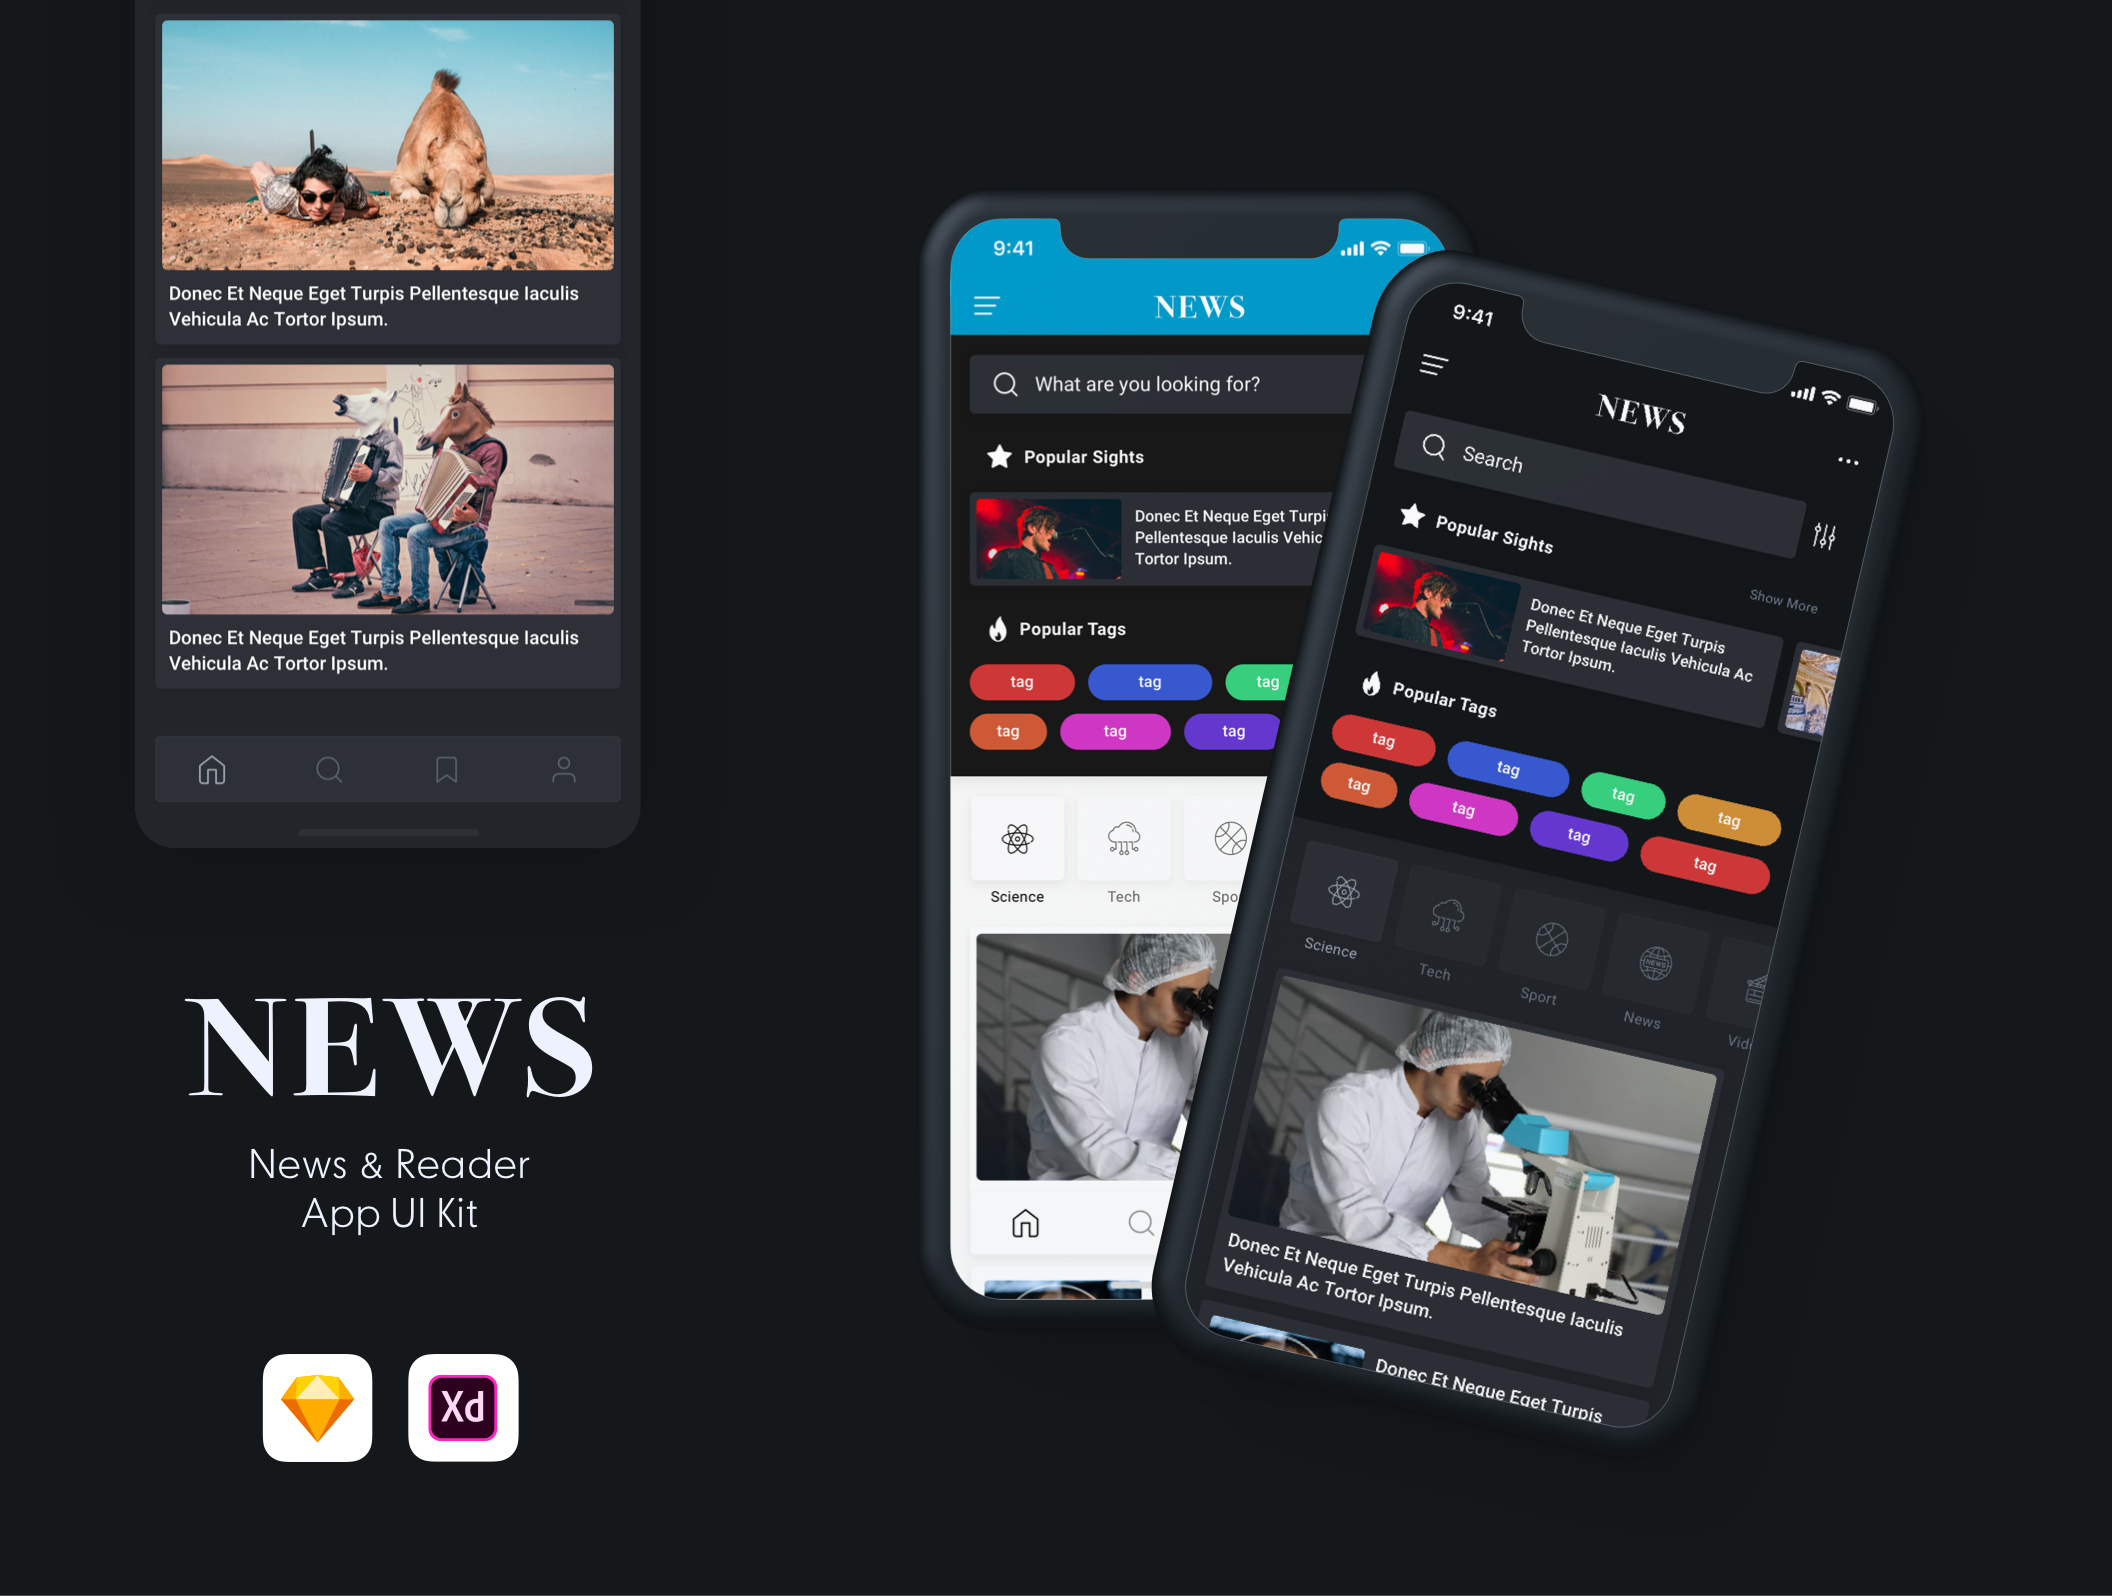 Donec Et Neque Eget Turpis Pellentesque Iaculis
Vehicula Ac Tortor Ipsum.
Donec Et Neque Eget Turpis Pellentesque Iaculis
Vehicula Ac Tortor Ipsum.
NEWS
News & Reader
App UI Kit
Xd
9:41
NEWS
What are you looking for?
Popular Sights
Donec Et Neque Eget Turpi
Pellentesque Iaculis Vehic
Tortor Ipsum.
Popular Tags
tag tag tag
tag tag tag
Science Tech Spo
9:41
NEWS
Search
Popular Sights
Show More
Donec Et Neque Eget Turpis
Pellentesque Iaculis Vehicula Ac
Tortor Ipsum.
Popular Tags
tag tag tag tag
tag tag tag tag
NEWS
Science Tech Sport News Vid
Donec Et Neque Eget Turpis Pellentesque Iaculis
Vehicula Ac Tortor Ipsum.
Donec Et Neque Eget Turpis